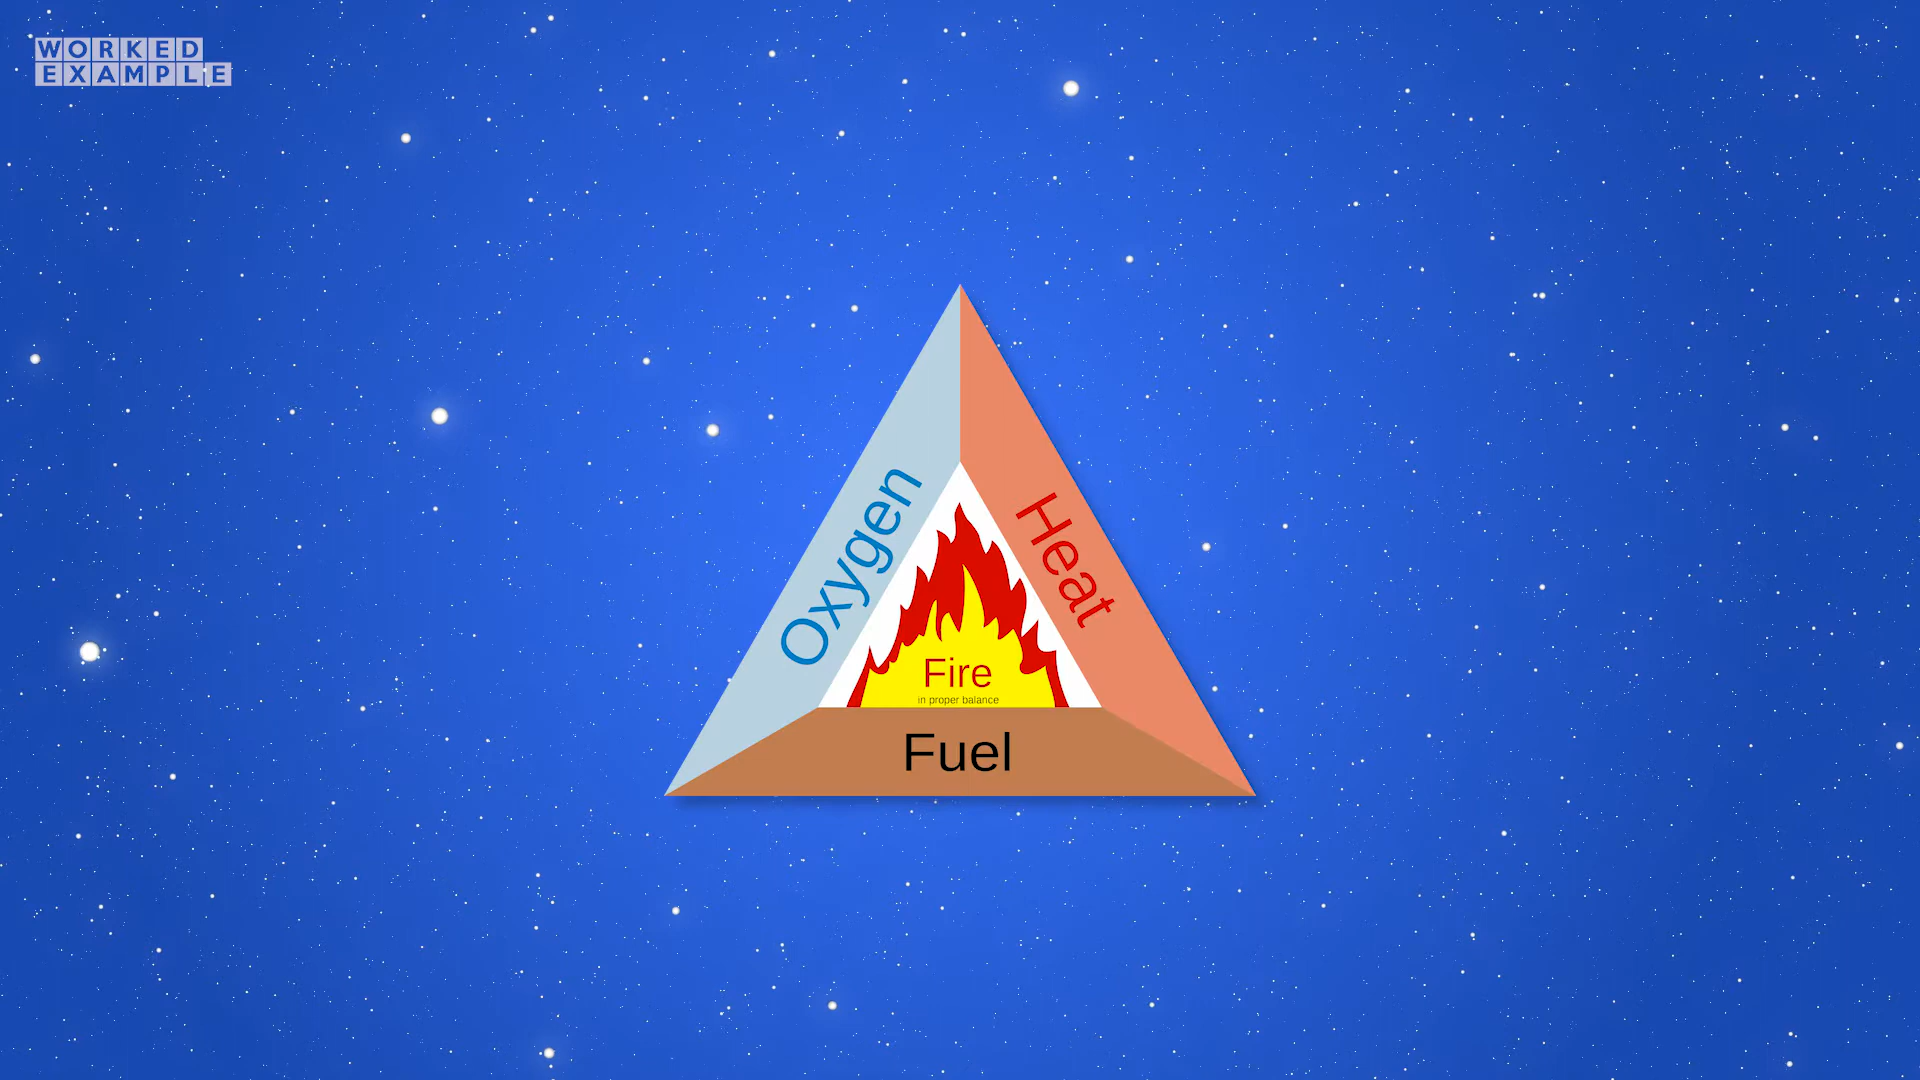 WORKED
EXAMPLE
Oxygen
Heat
Fire
in proper balance
Fuel